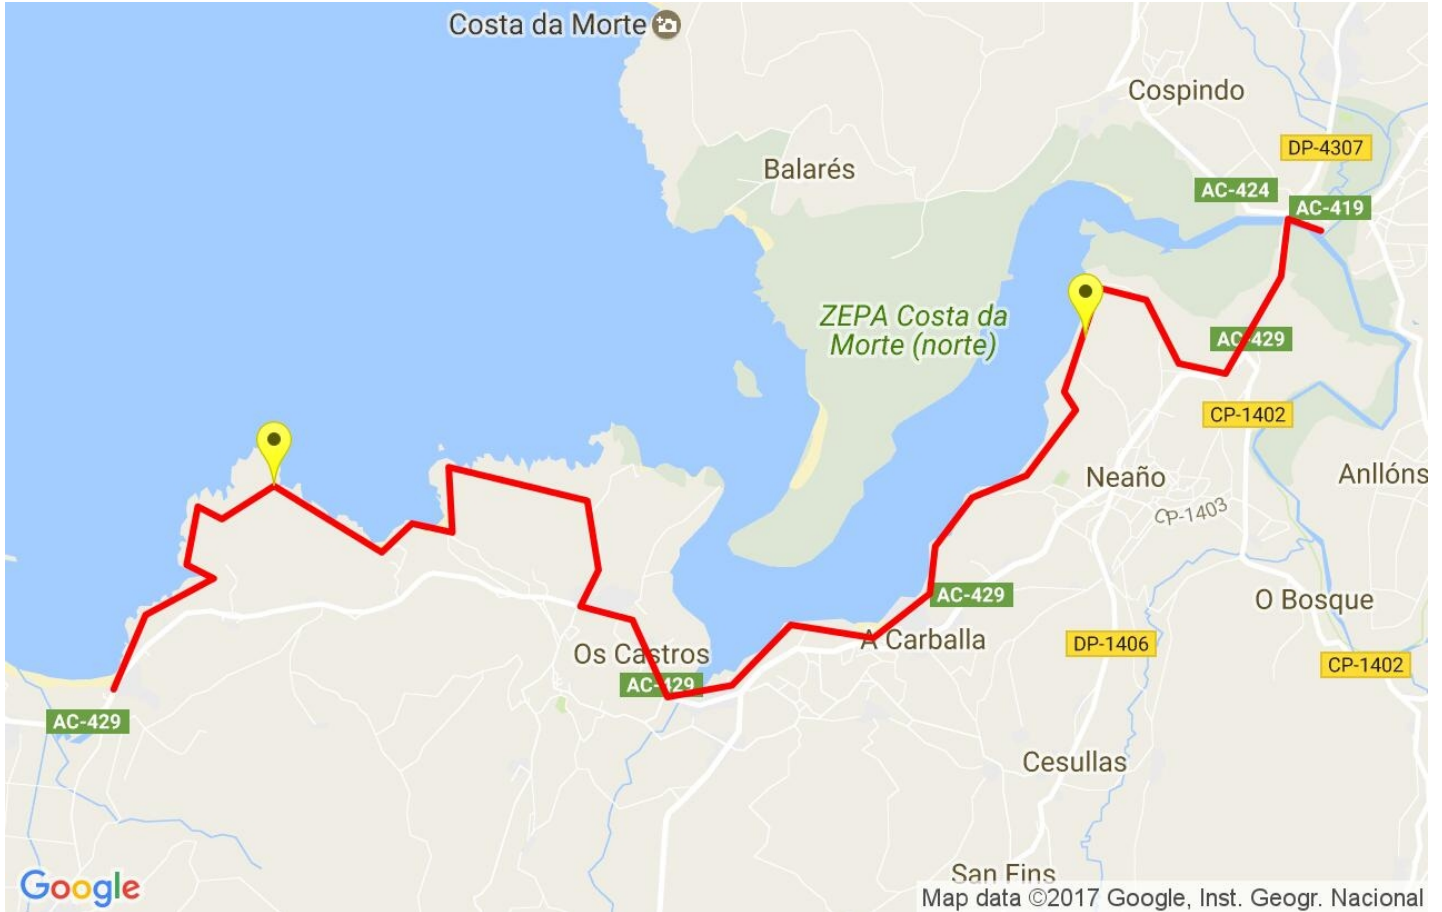 Costa da Morte
Cospindo
DP-4307
Balarés
AC-424
AC-419
ZEPA Costa da
Morte (norte)
AC-429
CP-1402
Neaño
Anllóns
CP-1403
AC-429
O Bosque
A Carballa
DP-1406
Os Castros
CP-1402
AC-429
AC-429
Cesullas
San Fins
Google
Map data ©2017 Google, Inst. Geogr. Nacional